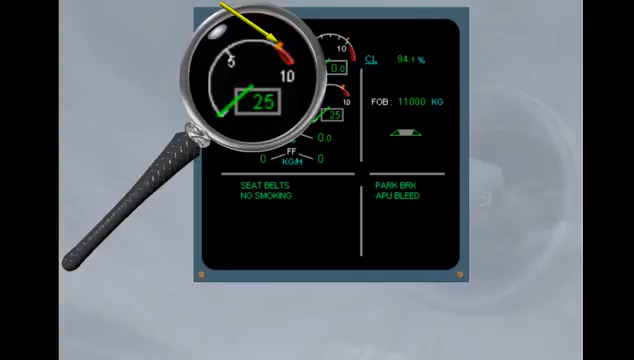 5
10
25
10
0.0
CL 94.1 %
10
25
FOB : 11000 KG
0.0
0 FF 0
KG/H
SEAT BELTS
NO SMOKING
PARK BRK
APU BLEED